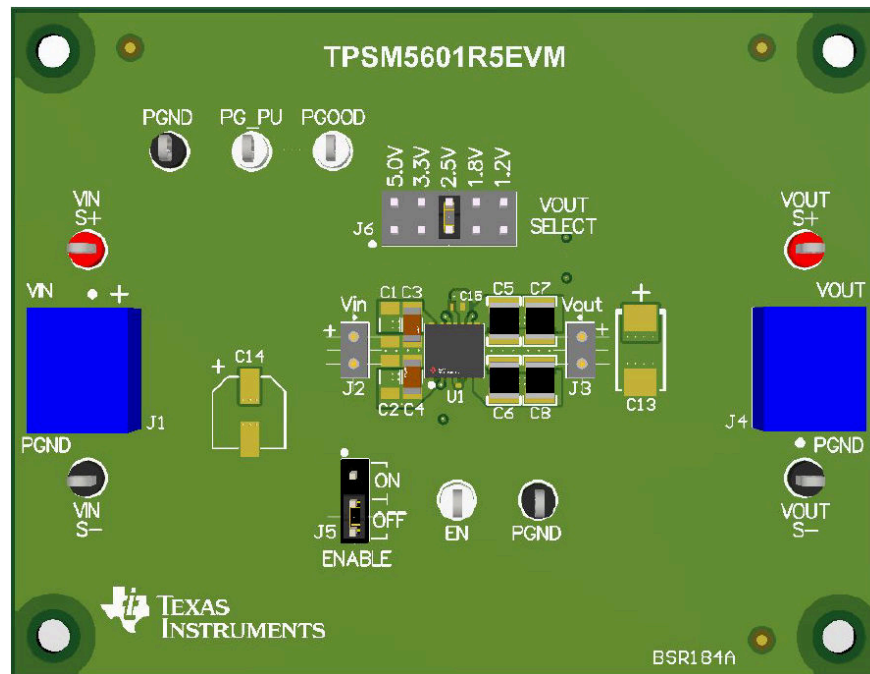 TPSM5601R5EVM
PGND PG_PU PGOOD
5.0V 3.3V 2.5V 1.8V 1.2V
J6
VOUT
SELECT
VIN
S+
VOUT
S+
VIN +
+ VOUT
Vin C1 C3 C15 C5 C7 Vout
+ +
+ C14
J2 C2 C4 U1 C6 C8 J3 C13
J1 J4
PGND PGND
VIN
S-
VOUT
S-
ON
OFF
J5
ENABLE
EN PGND
TEXAS
INSTRUMENTS
BSR184A